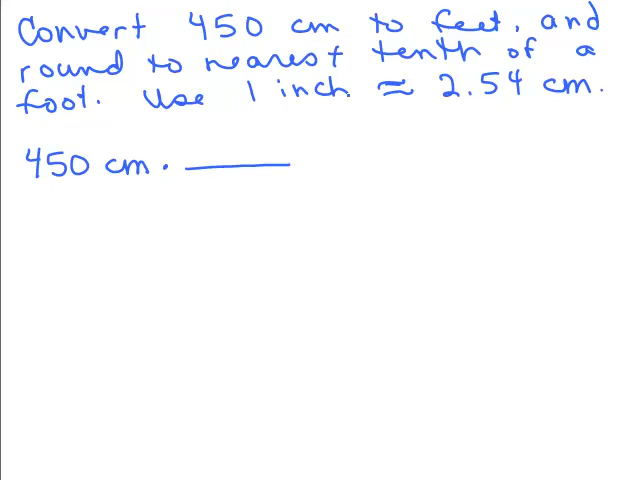 Convert 450 cm to feet, and
round to nearest tenth of a
foot. Use 1 inch ≈ 2.54 cm.
450 cm · ______